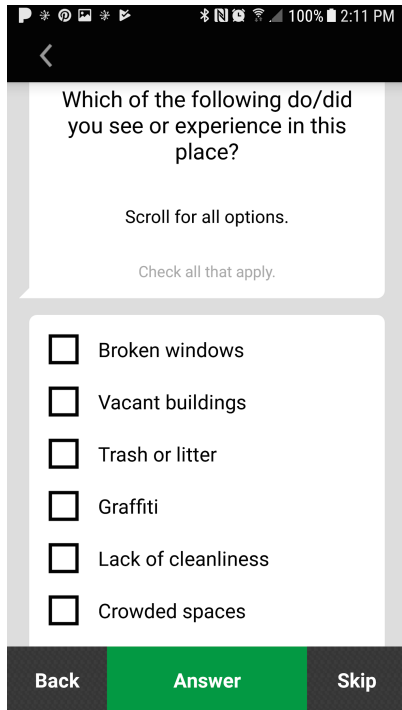 100% 2:11 PM
Which of the following do/did
you see or experience in this
place?
Scroll for all options.
Check all that apply.
Broken windows
Vacant buildings
Trash or litter
Graffiti
Lack of cleanliness
Crowded spaces
Back Answer Skip